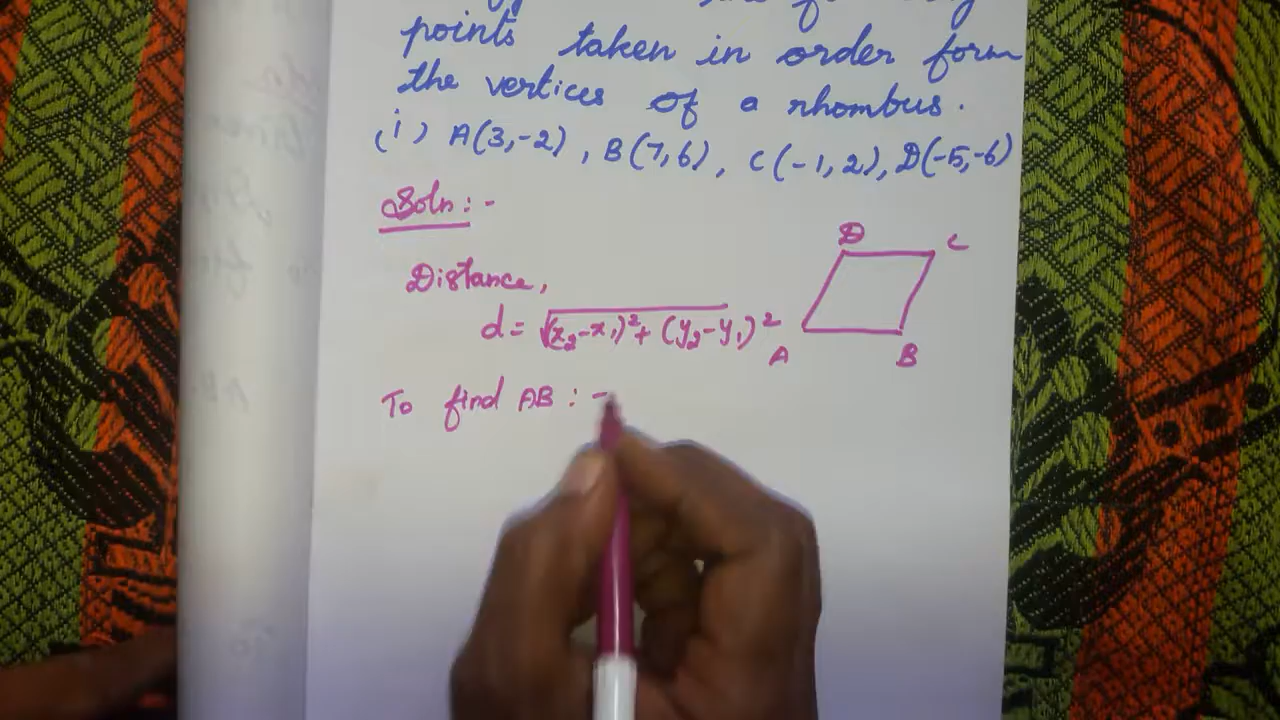 points taken in order form
the vertices of a rhombus.
(i) A(3,-2), B(7,6), C(-1,2), D(-5,-6)
Soln:-
D C
Distance,
d = √(x₂-x₁)²+ (y₂-y₁)²
A B
To find AB : -